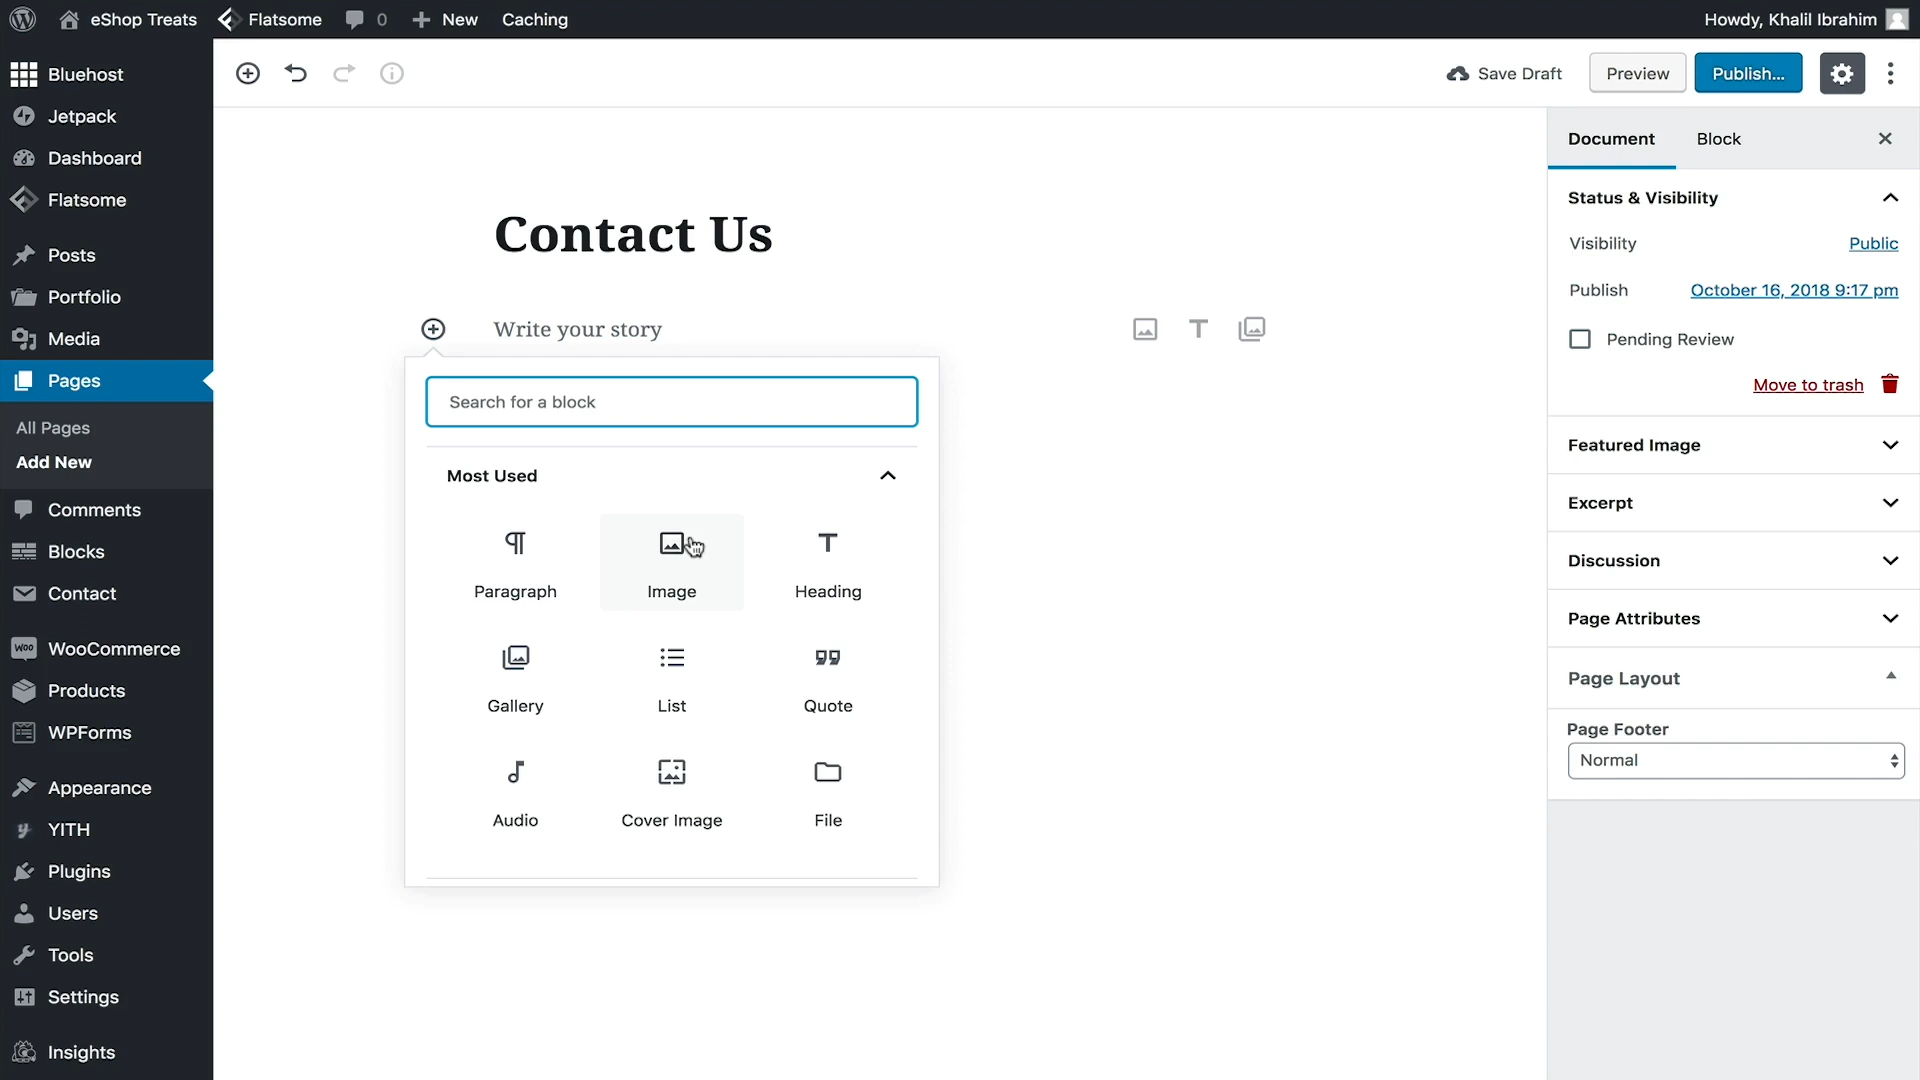 eShop Treats
Flatsome
0
New
Caching
Howdy, Khalil Ibrahim
Bluehost
Jetpack
Dashboard
Flatsome
Posts
Portfolio
Media
Pages
All Pages
Add New
Comments
Blocks
Contact
Woo
WooCommerce
Products
WPForms
Appearance
YITH
Plugins
Users
Tools
Settings
Insights
Save Draft
Preview
Publish...
Contact Us
Write your story
Search for a block
Most Used
Paragraph
Image
Heading
Gallery
List
Quote
Audio
Cover Image
File
Document
Block
Status & Visibility
Visibility
Public
Publish
October 16, 2018 9:17 pm
Pending Review
Move to trash
Featured Image
Excerpt
Discussion
Page Attributes
Page Layout
Page Footer
Normal